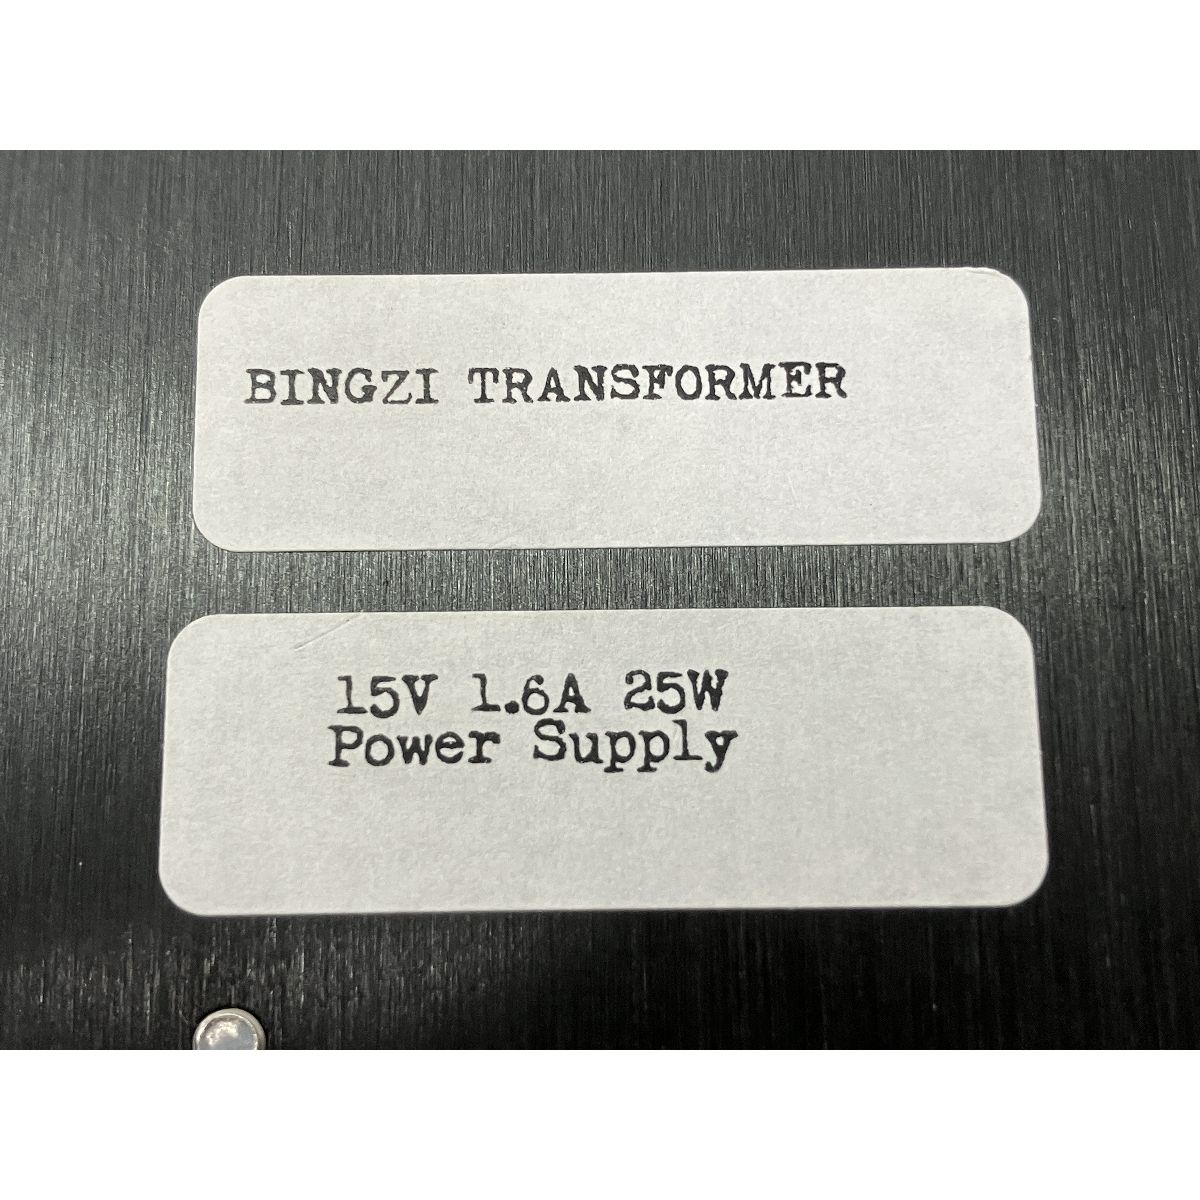 BINGZI TRANSFORMER
15V 1.6A 25W
Power Supply